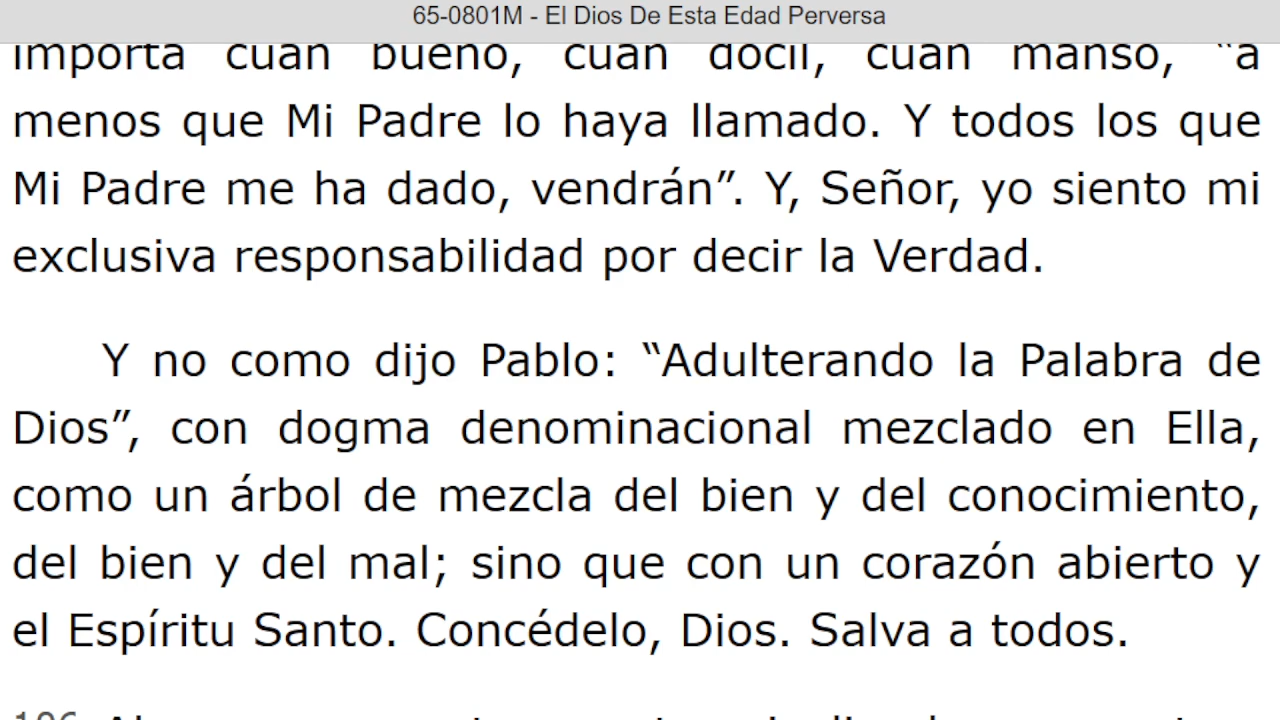 65-0801M - El Dios De Esta Edad Perversa
importa cuán bueno, cuán dócil, cuán manso, “a
menos que Mi Padre lo haya llamado. Y todos los que
Mi Padre me ha dado, vendrán”. Y, Señor, yo siento mi
exclusiva responsabilidad por decir la Verdad.
Y no como dijo Pablo: “Adulterando la Palabra de
Dios”, con dogma denominacional mezclado en Ella,
como un árbol de mezcla del bien y del conocimiento,
del bien y del mal; sino que con un corazón abierto y
el Espíritu Santo. Concédelo, Dios. Salva a todos.